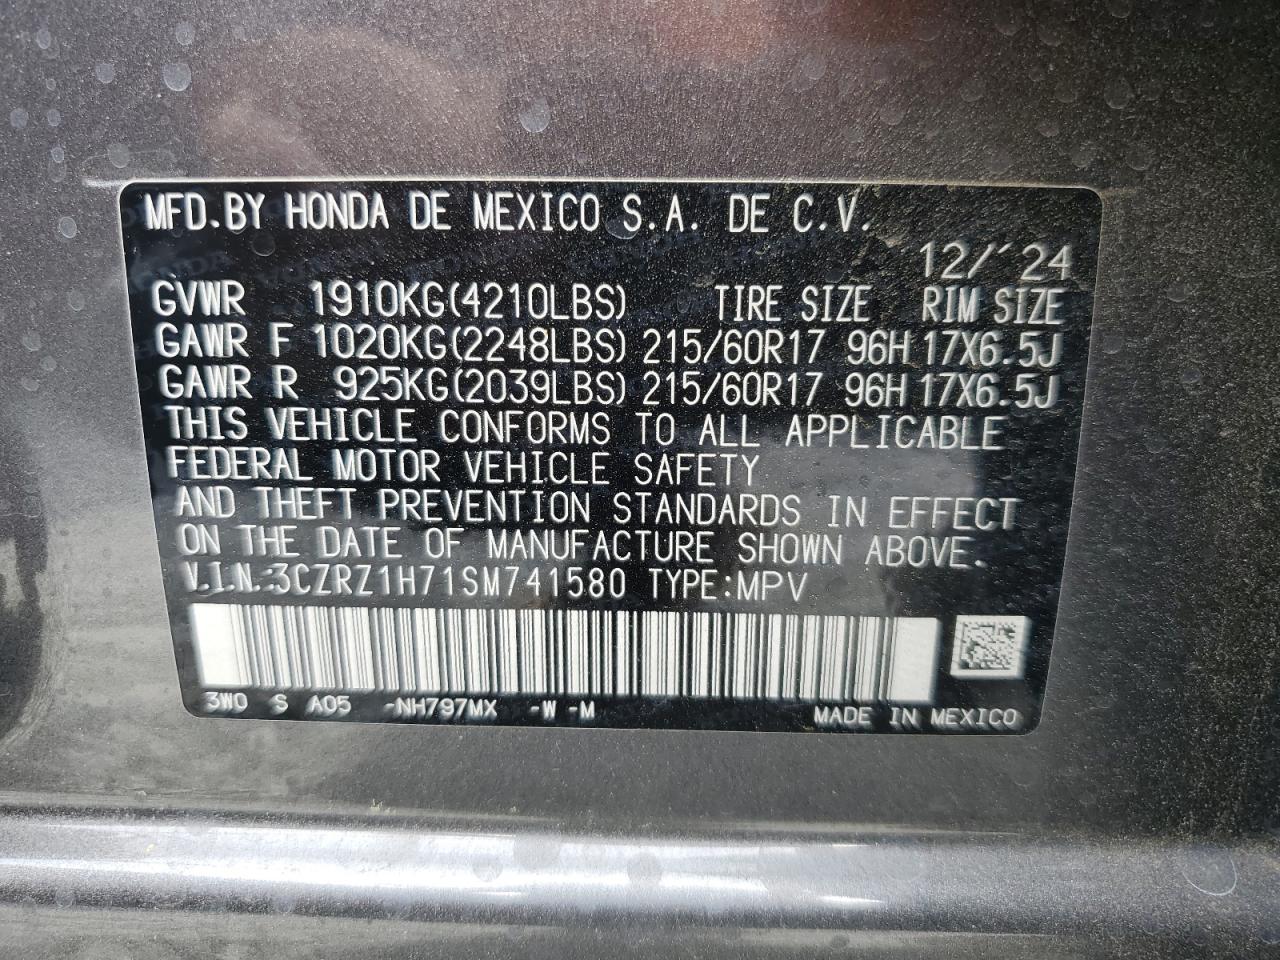 MFD.BY HONDA DE MEXICO S.A. DE C.V.
12/'24
GVWR 1910KG(4210LBS) TIRE SIZE RIM SIZE
GAWR F 1020KG(2248LBS) 215/60R17 96H 17X6.5J
GAWR R 925KG(2039LBS) 215/60R17 96H 17X6.5J
THIS VEHICLE CONFORMS TO ALL APPLICABLE
FEDERAL MOTOR VEHICLE SAFETY
AND THEFT PREVENTION STANDARDS IN EFFECT
ON THE DATE OF MANUFACTURE SHOWN ABOVE.
V.I.N.:3CZRZ1H71SM741580 TYPE:MPV
3W0 S A05 -NH797MX -W -M MADE IN MEXICO